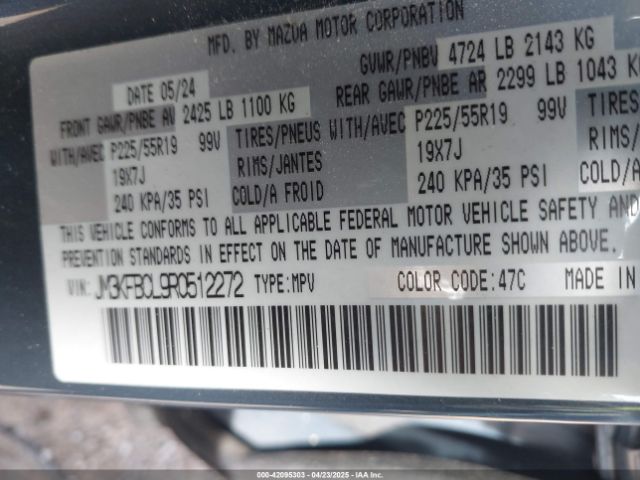 MFD. BY MAZDA MOTOR CORPORATION
DATE 05/24 GVWR/PNBV 4724 LB 2143 KG
FRONT GAWR/PNBE AV 2425 LB 1100 KG REAR GAWR/PNBE AR 2299 LB 1043 KG
WITH/AVEC P225/55R19 99V TIRES/PNEUS WITH/AVEC P225/55R19 99V TIRES/
19X7J RIMS/JANTES 19X7J RIMS/
240 KPA/35 PSI COLD/A FROID 240 KPA/35 PSI COLD/A
THIS VEHICLE CONFORMS TO ALL APPLICABLE FEDERAL MOTOR VEHICLE SAFETY AND
PREVENTION STANDARDS IN EFFECT ON THE DATE OF MANUFACTURE SHOWN ABOVE.
VIN: JM3KFBCL9R0512272 TYPE:MPV COLOR CODE:47C MADE IN
000-42095303 - 04/23/2025 - IAAI.com